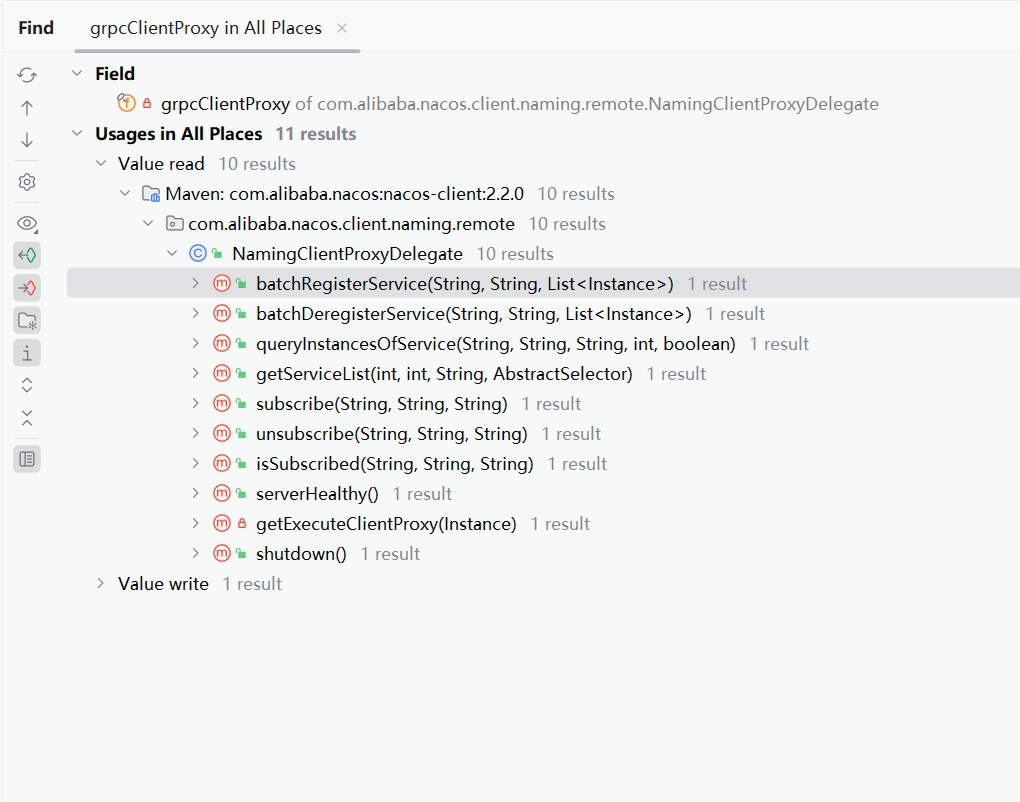 Find grpcClientProxy in All Places
Field
grpcClientProxy of com.alibaba.nacos.client.naming.remote.NamingClientProxyDelegate
Usages in All Places 11 results
Value read 10 results
Maven: com.alibaba.nacos:nacos-client:2.2.0 10 results
com.alibaba.nacos.client.naming.remote 10 results
NamingClientProxyDelegate 10 results
batchRegisterService(String, String, List<Instance>) 1 result
batchDeregisterService(String, String, List<Instance>) 1 result
queryInstancesOfService(String, String, String, int, boolean) 1 result
getServiceList(int, int, String, AbstractSelector) 1 result
subscribe(String, String, String) 1 result
unsubscribe(String, String, String) 1 result
isSubscribed(String, String, String) 1 result
serverHealthy() 1 result
getExecuteClientProxy(Instance) 1 result
shutdown() 1 result
Value write 1 result